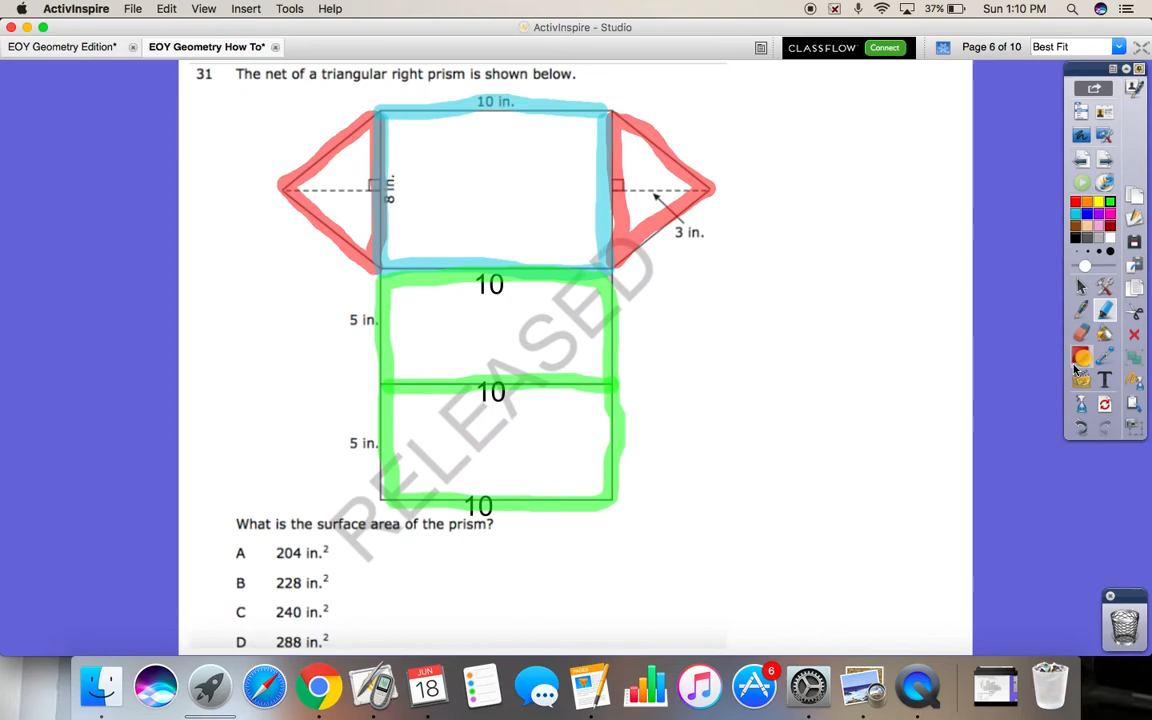 ActivInspire File Edit View Insert Tools Help 37% Sun 1:10 PM
ActivInspire - Studio
EOY Geometry Edition* EOY Geometry How To* CLASSFLOW Connect Page 6 of 10 Best Fit
31 The net of a triangular right prism is shown below.
10 in.
8 in.
3 in.
10
5 in.
10
5 in.
10
RELEASED
What is the surface area of the prism?
A 204 in.²
B 228 in.²
C 240 in.²
D 288 in.²
T
JUN
18
6
PAGES